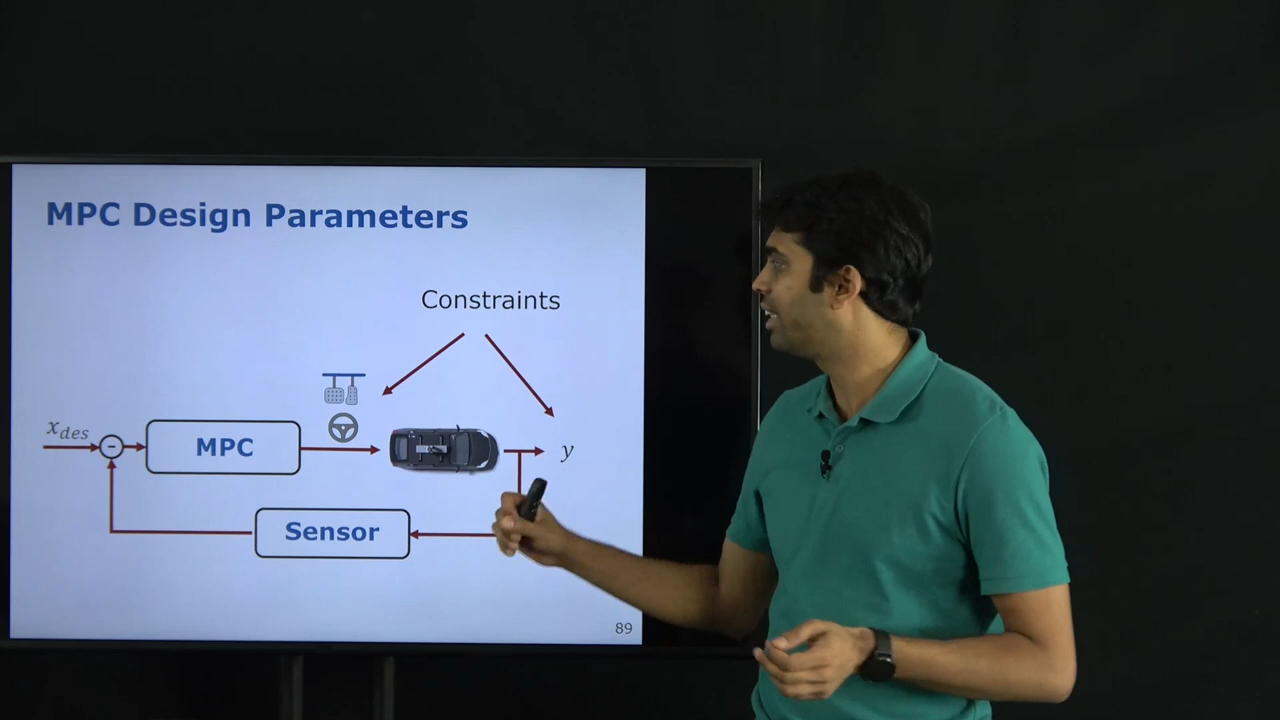 MPC Design Parameters
Constraints
x_des
−
MPC
y
Sensor
89